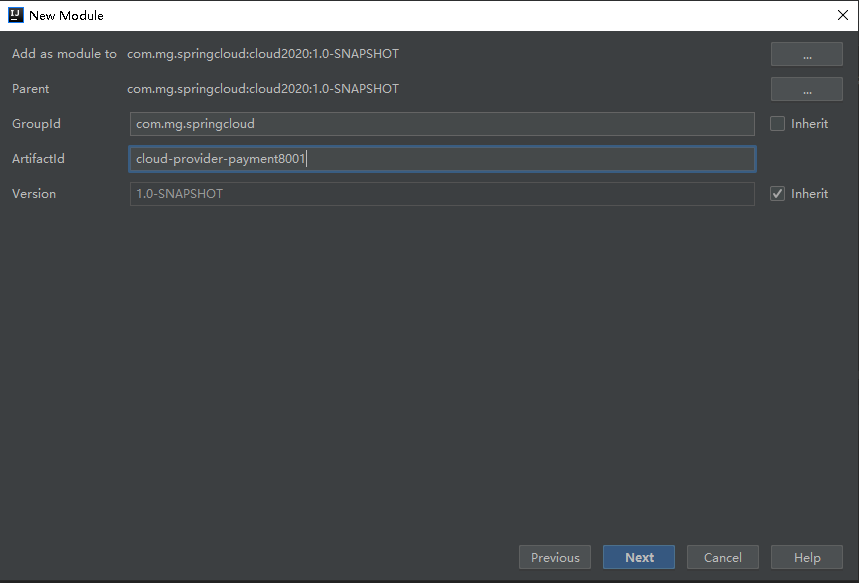 IJ New Module
Add as module to com.mg.springcloud:cloud2020:1.0-SNAPSHOT ...
Parent com.mg.springcloud:cloud2020:1.0-SNAPSHOT ...
GroupId com.mg.springcloud Inherit
ArtifactId cloud-provider-payment8001
Version 1.0-SNAPSHOT Inherit
Previous Next Cancel Help